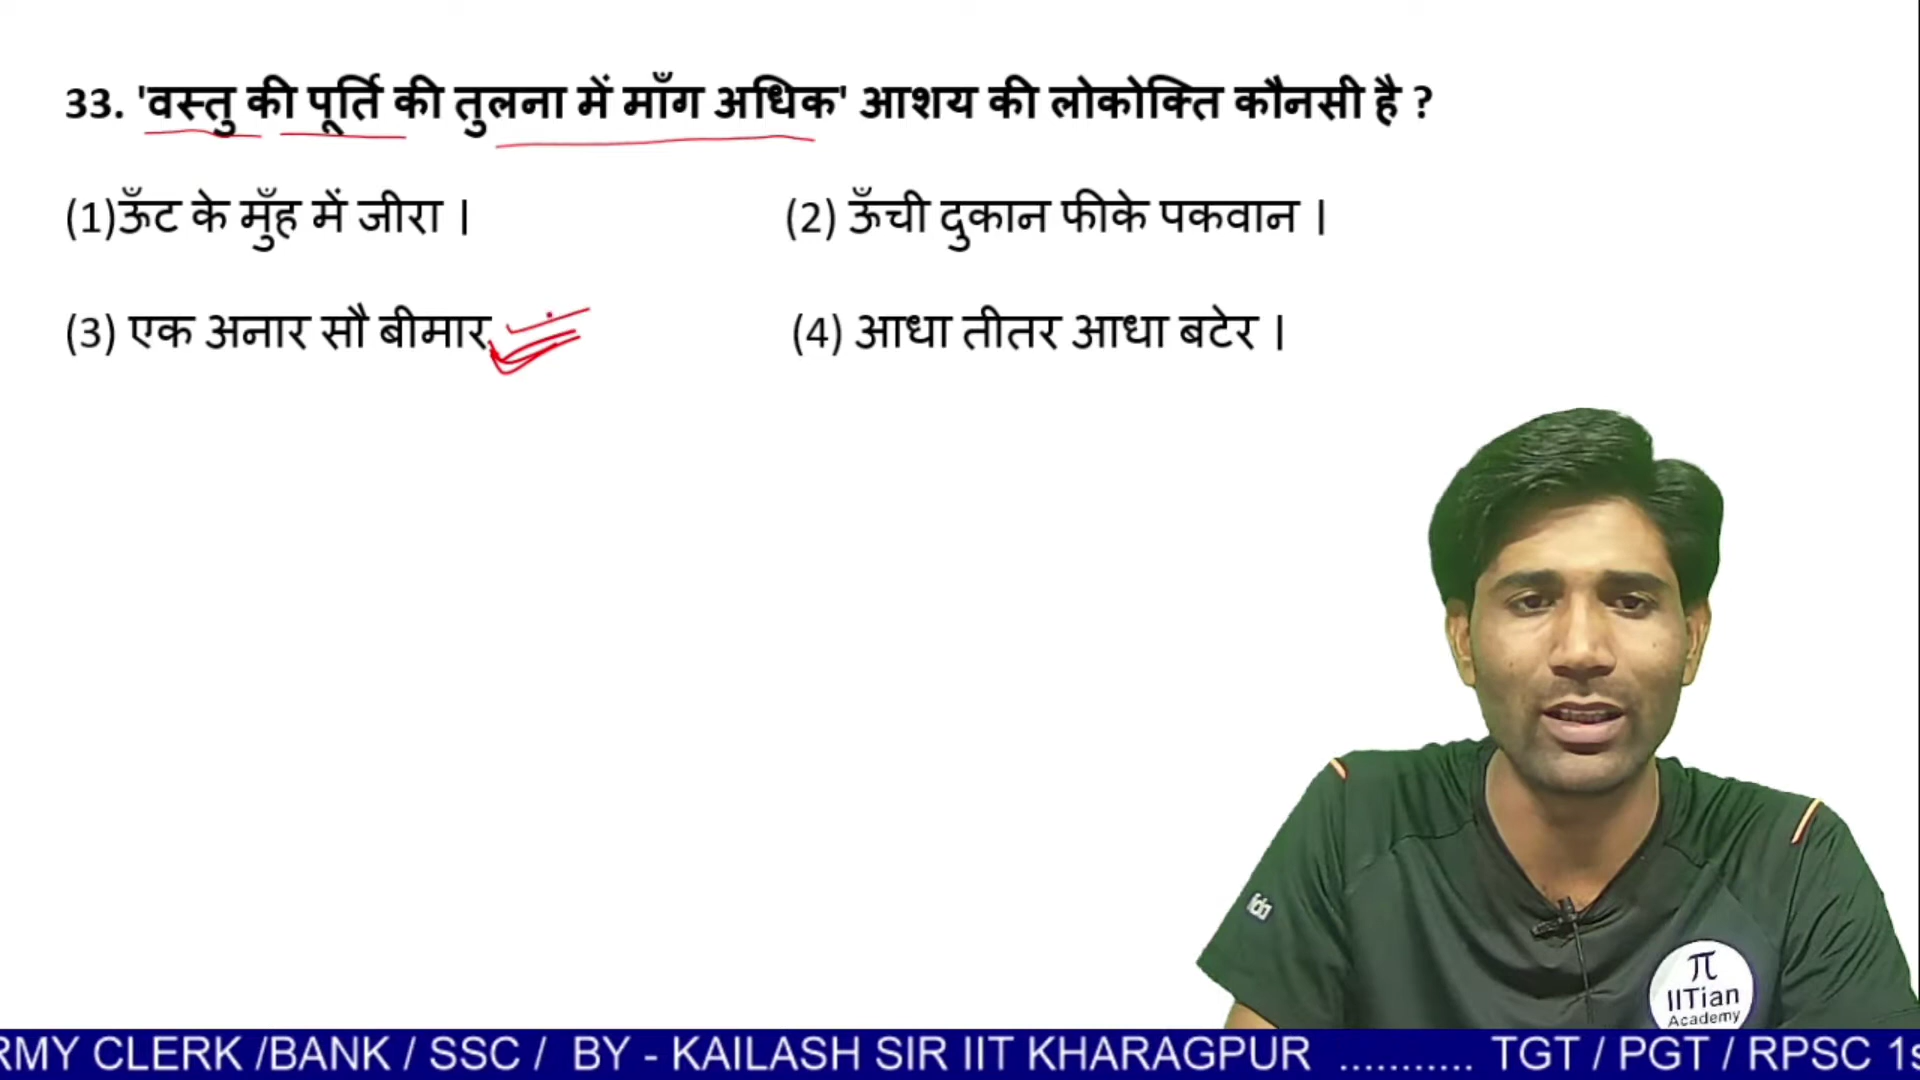 33. 'वस्तु की पूर्ति की तुलना में माँग अधिक' आशय की लोकोक्ति कौनसी है ?
(1)ऊँट के मुँह में जीरा ।
(2) ऊँची दुकान फीके पकवान ।
(3) एक अनार सौ बीमार
(4) आधा तीतर आधा बटेर ।
π
IITian
Academy
RMY CLERK /BANK / SSC / BY - KAILASH SIR IIT KHARAGPUR ........... TGT / PGT / RPSC 1s